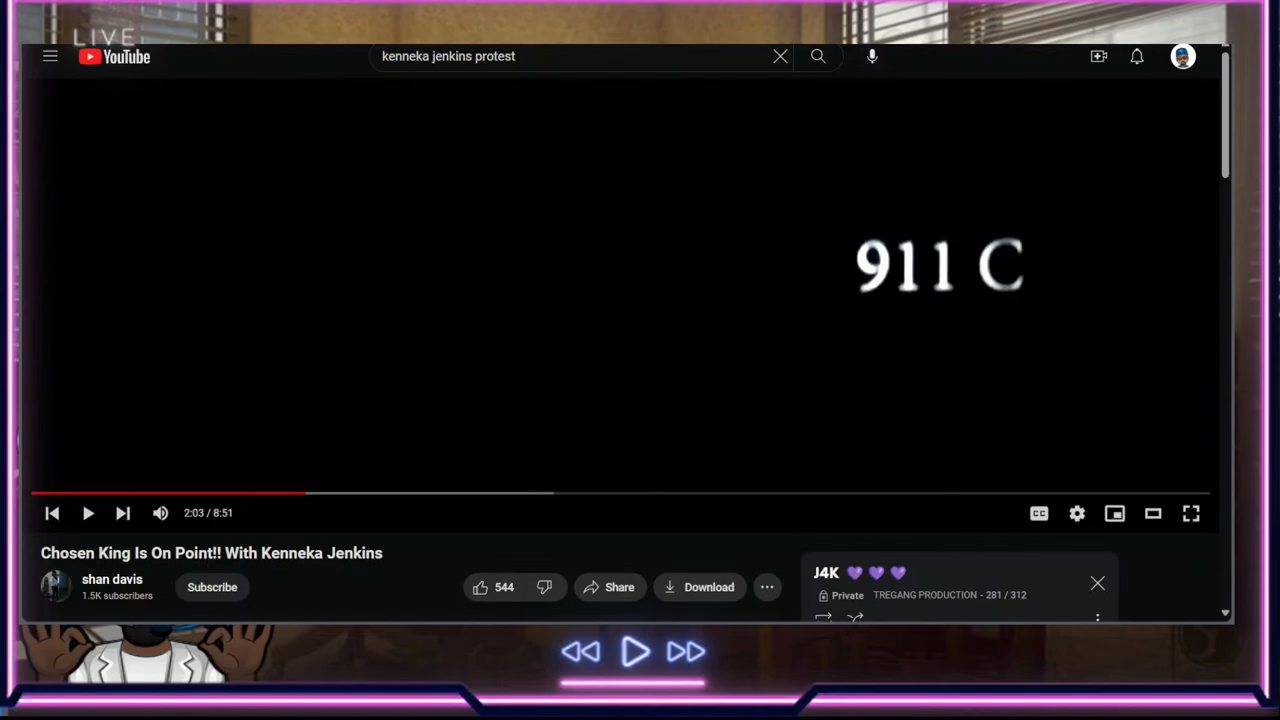 LIVE
YouTube
kenneka jenkins protest
911 C
2:03 / 8:51
CC
Chosen King Is On Point!! With Kenneka Jenkins
shan davis
1.5K subscribers
Subscribe
544
Share
Download
J4K 💜 💜 💜
Private TREGANG PRODUCTION - 281 / 312